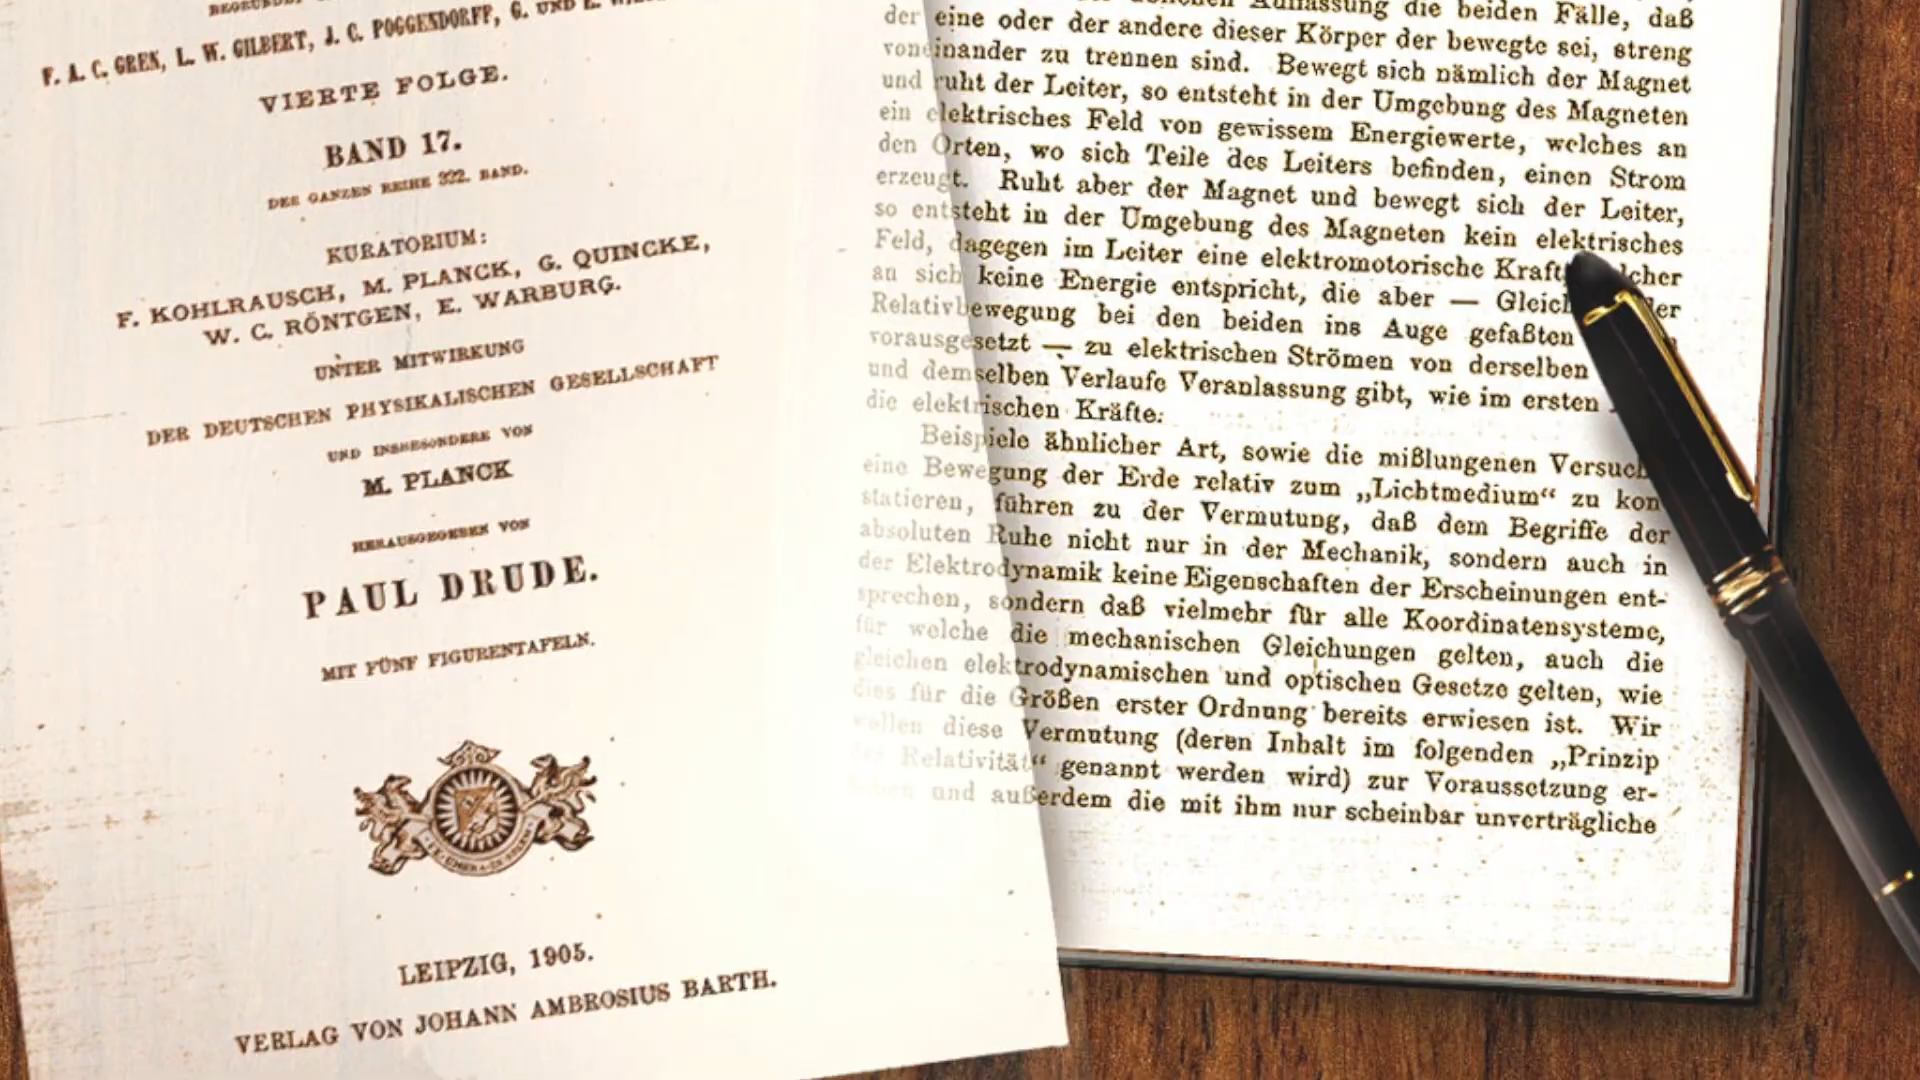 BEGRÜNDET
F. A. C. GREN, L. W. GILBERT, J. C. POGGENDORFF, G. UND E.
VIERTE FOLGE.
BAND 17.
DER GANZEN REIHE 322. BAND.
KURATORIUM:
F. KOHLRAUSCH, M. PLANCK, G. QUINCKE,
W. C. RÖNTGEN, E. WARBURG.
UNTER MITWIRKUNG
DER DEUTSCHEN PHYSIKALISCHEN GESELLSCHAFT
UND INSBESONDERE VON
M. PLANCK
HERAUSGEGEBEN VON
PAUL DRUDE.
MIT FÜNF FIGURENTAFELN.
LEIPZIG, 1905.
VERLAG VON JOHANN AMBROSIUS BARTH.
Auffassung die beiden Fälle, daß
der eine oder der andere dieser Körper der bewegte sei, streng
voneinander zu trennen sind. Bewegt sich nämlich der Magnet
und ruht der Leiter, so entsteht in der Umgebung des Magneten
ein elektrisches Feld von gewissem Energiewerte, welches an
den Orten, wo sich Teile des Leiters befinden, einen Strom
erzeugt. Ruht aber der Magnet und bewegt sich der Leiter,
so entsteht in der Umgebung des Magneten kein elektrisches
Feld, dagegen im Leiter eine elektromotorische Kraft, welcher
an sich keine Energie entspricht, die aber — Gleich der
Relativbewegung bei den beiden ins Auge gefaßten
vorausgesetzt — zu elektrischen Strömen von derselben
und demselben Verlaufe Veranlassung gibt, wie im ersten
die elektrischen Kräfte.
Beispiele ähnlicher Art, sowie die mißlungenen Versuch
eine Bewegung der Erde relativ zum „Lichtmedium“ zu kon-
statieren, führen zu der Vermutung, daß dem Begriffe der
absoluten Ruhe nicht nur in der Mechanik, sondern auch in
der Elektrodynamik keine Eigenschaften der Erscheinungen ent-
sprechen, sondern daß vielmehr für alle Koordinatensysteme,
für welche die mechanischen Gleichungen gelten, auch die
gleichen elektrodynamischen und optischen Gesetze gelten, wie
dies für die Größen erster Ordnung bereits erwiesen ist. Wir
wollen diese Vermutung (deren Inhalt im folgenden „Prinzip
der Relativität“ genannt werden wird) zur Voraussetzung er-
heben und außerdem die mit ihm nur scheinbar unverträgliche